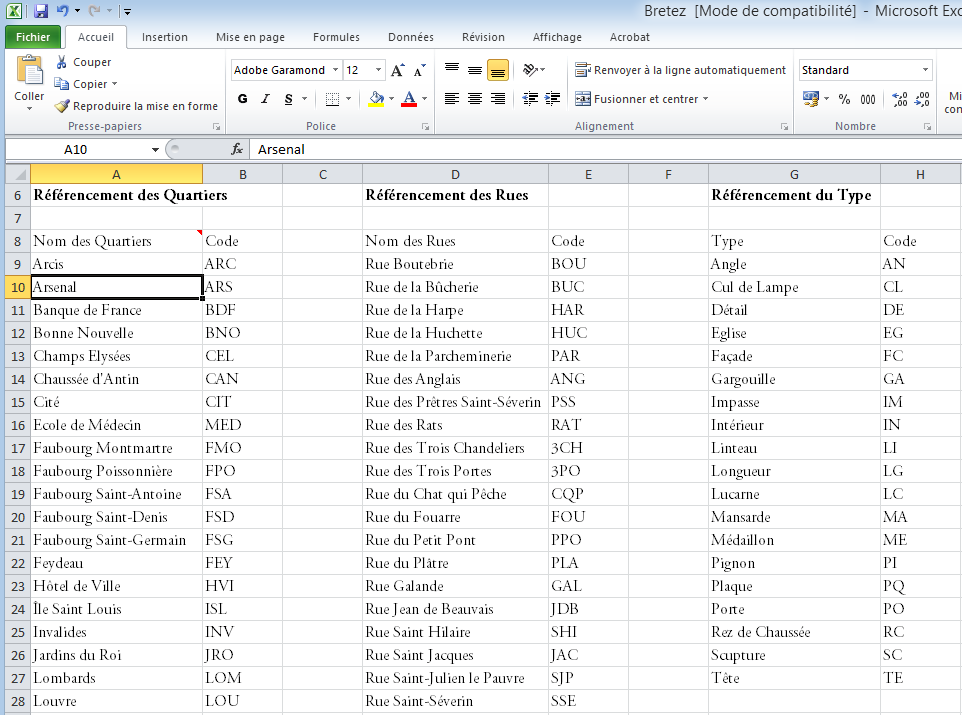 Bretez [Mode de compatibilité] - Microsoft Exc
Fichier Accueil Insertion Mise en page Formules Données Révision Affichage Acrobat
Coller
Couper
Copier
Reproduire la mise en forme
Presse-papiers
Adobe Garamond 12 A A
G I S A
Police
Renvoyer à la ligne automatiquement
Fusionner et centrer
Alignement
Standard
% 000 ,00 ,00
Nombre
Mi
con
A10 fx Arsenal
A B C D E F G H
6 Référencement des Quartiers Référencement des Rues Référencement du Type
7
8 Nom des Quartiers Code Nom des Rues Code Type Code
9 Arcis ARC Rue Boutebrie BOU Angle AN
10 Arsenal ARS Rue de la Bûcherie BUC Cul de Lampe CL
11 Banque de France BDF Rue de la Harpe HAR Détail DE
12 Bonne Nouvelle BNO Rue de la Huchette HUC Eglise EG
13 Champs Elysées CEL Rue de la Parcheminerie PAR Façade FC
14 Chaussée d'Antin CAN Rue des Anglais ANG Gargouille GA
15 Cité CIT Rue des Prêtres Saint-Séverin PSS Impasse IM
16 Ecole de Médecin MED Rue des Rats RAT Intérieur IN
17 Faubourg Montmartre FMO Rue des Trois Chandeliers 3CH Linteau LI
18 Faubourg Poissonnière FPO Rue des Trois Portes 3PO Longueur LG
19 Faubourg Saint-Antoine FSA Rue du Chat qui Pêche CQP Lucarne LC
20 Faubourg Saint-Denis FSD Rue du Fouarre FOU Mansarde MA
21 Faubourg Saint-Germain FSG Rue du Petit Pont PPO Médaillon ME
22 Feydeau FEY Rue du Plâtre PLA Pignon PI
23 Hôtel de Ville HVI Rue Galande GAL Plaque PQ
24 Île Saint Louis ISL Rue Jean de Beauvais JDB Porte PO
25 Invalides INV Rue Saint Hilaire SHI Rez de Chaussée RC
26 Jardins du Roi JRO Rue Saint Jacques JAC Scupture SC
27 Lombards LOM Rue Saint-Julien le Pauvre SJP Tête TE
28 Louvre LOU Rue Saint-Séverin SSE